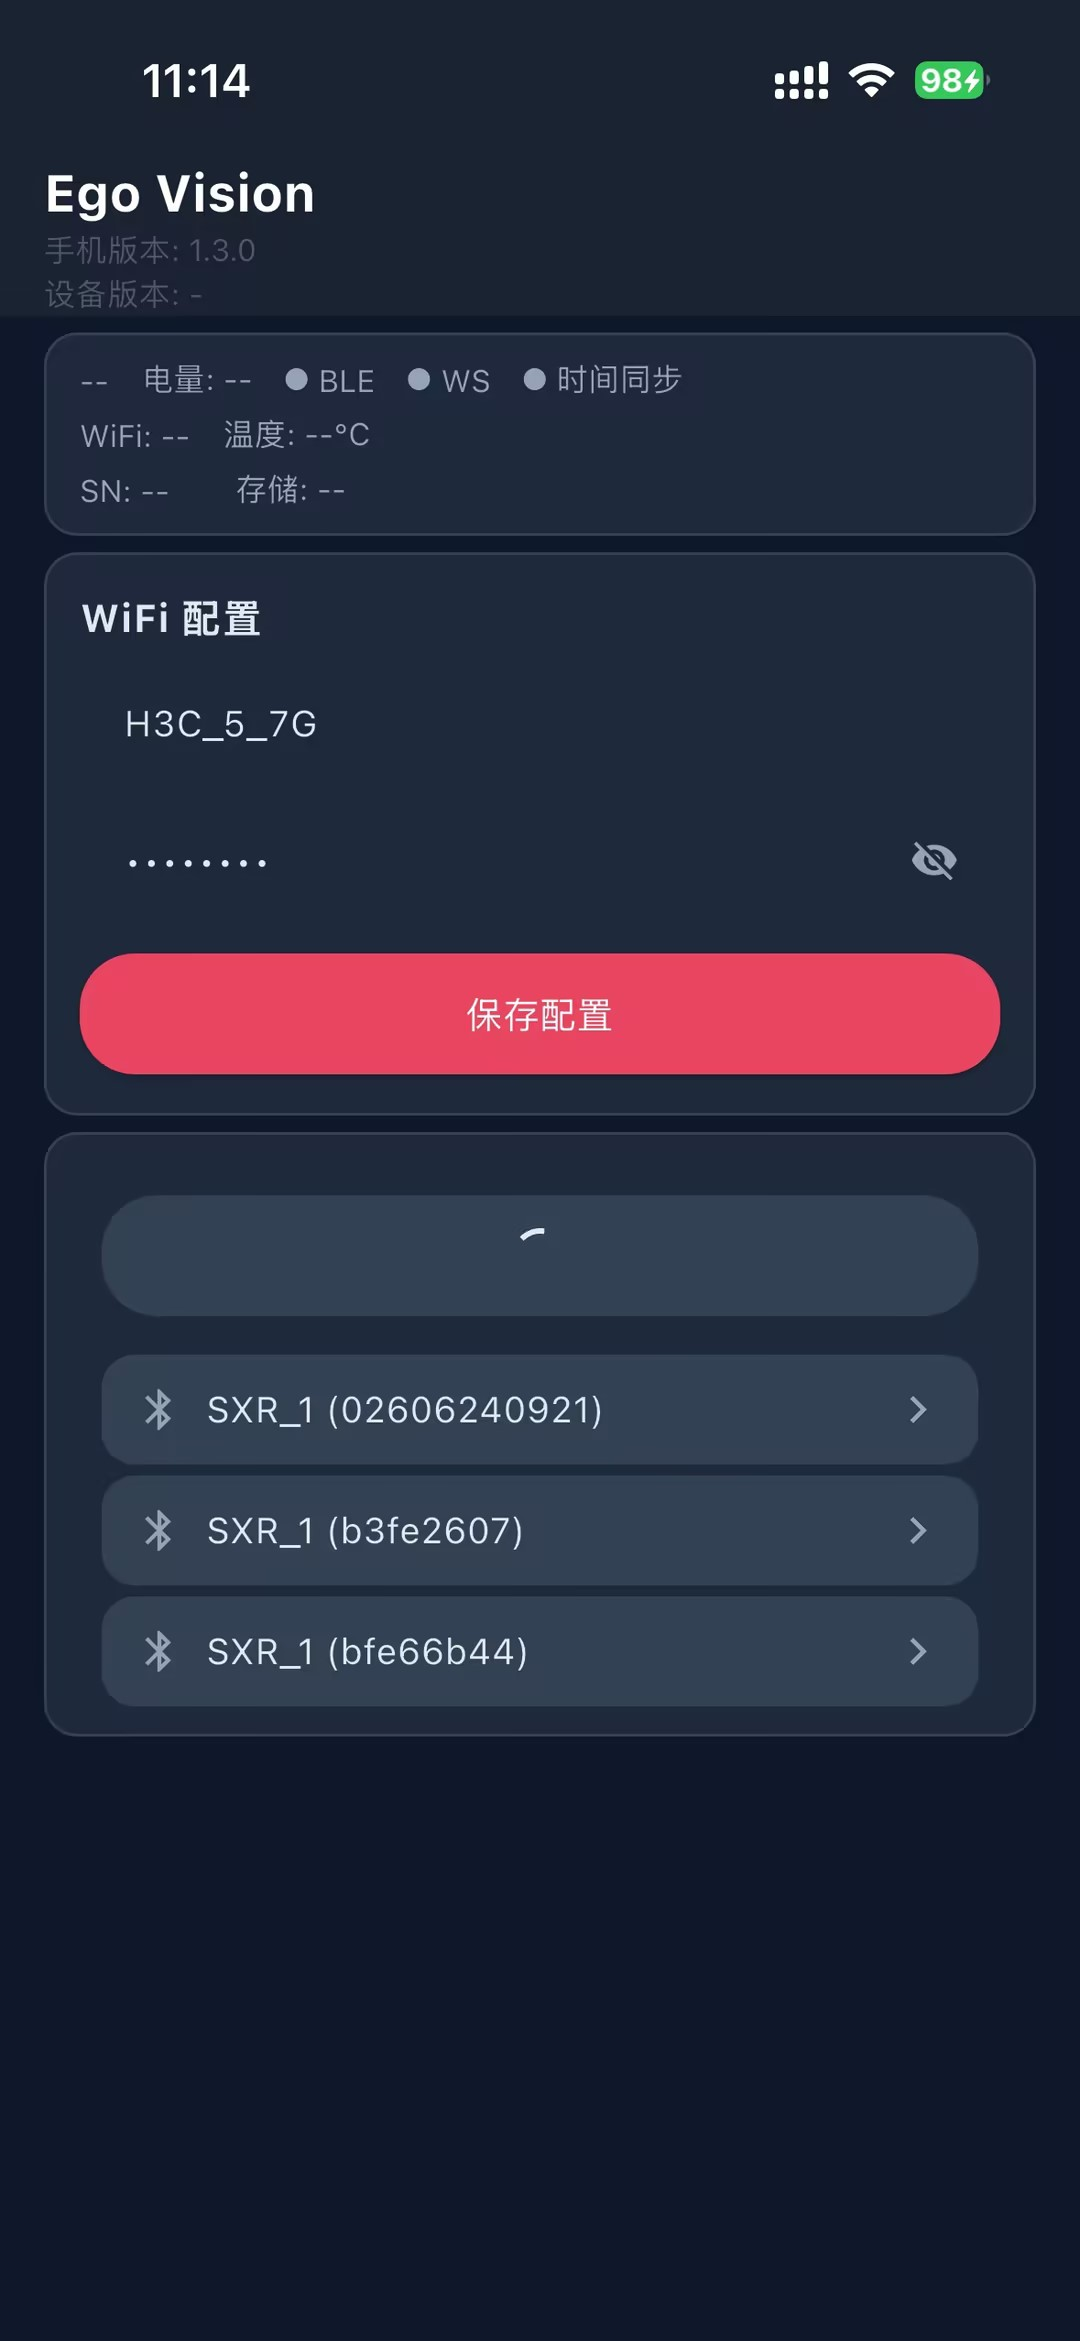 11:14
98
Ego Vision
手机版本: 1.3.0
设备版本: -
-- 电量: -- BLE WS 时间同步
WiFi: -- 温度: --°C
SN: -- 存储: --
WiFi 配置
H3C_5_7G
••••••••
保存配置
SXR_1 (02606240921)
SXR_1 (b3fe2607)
SXR_1 (bfe66b44)